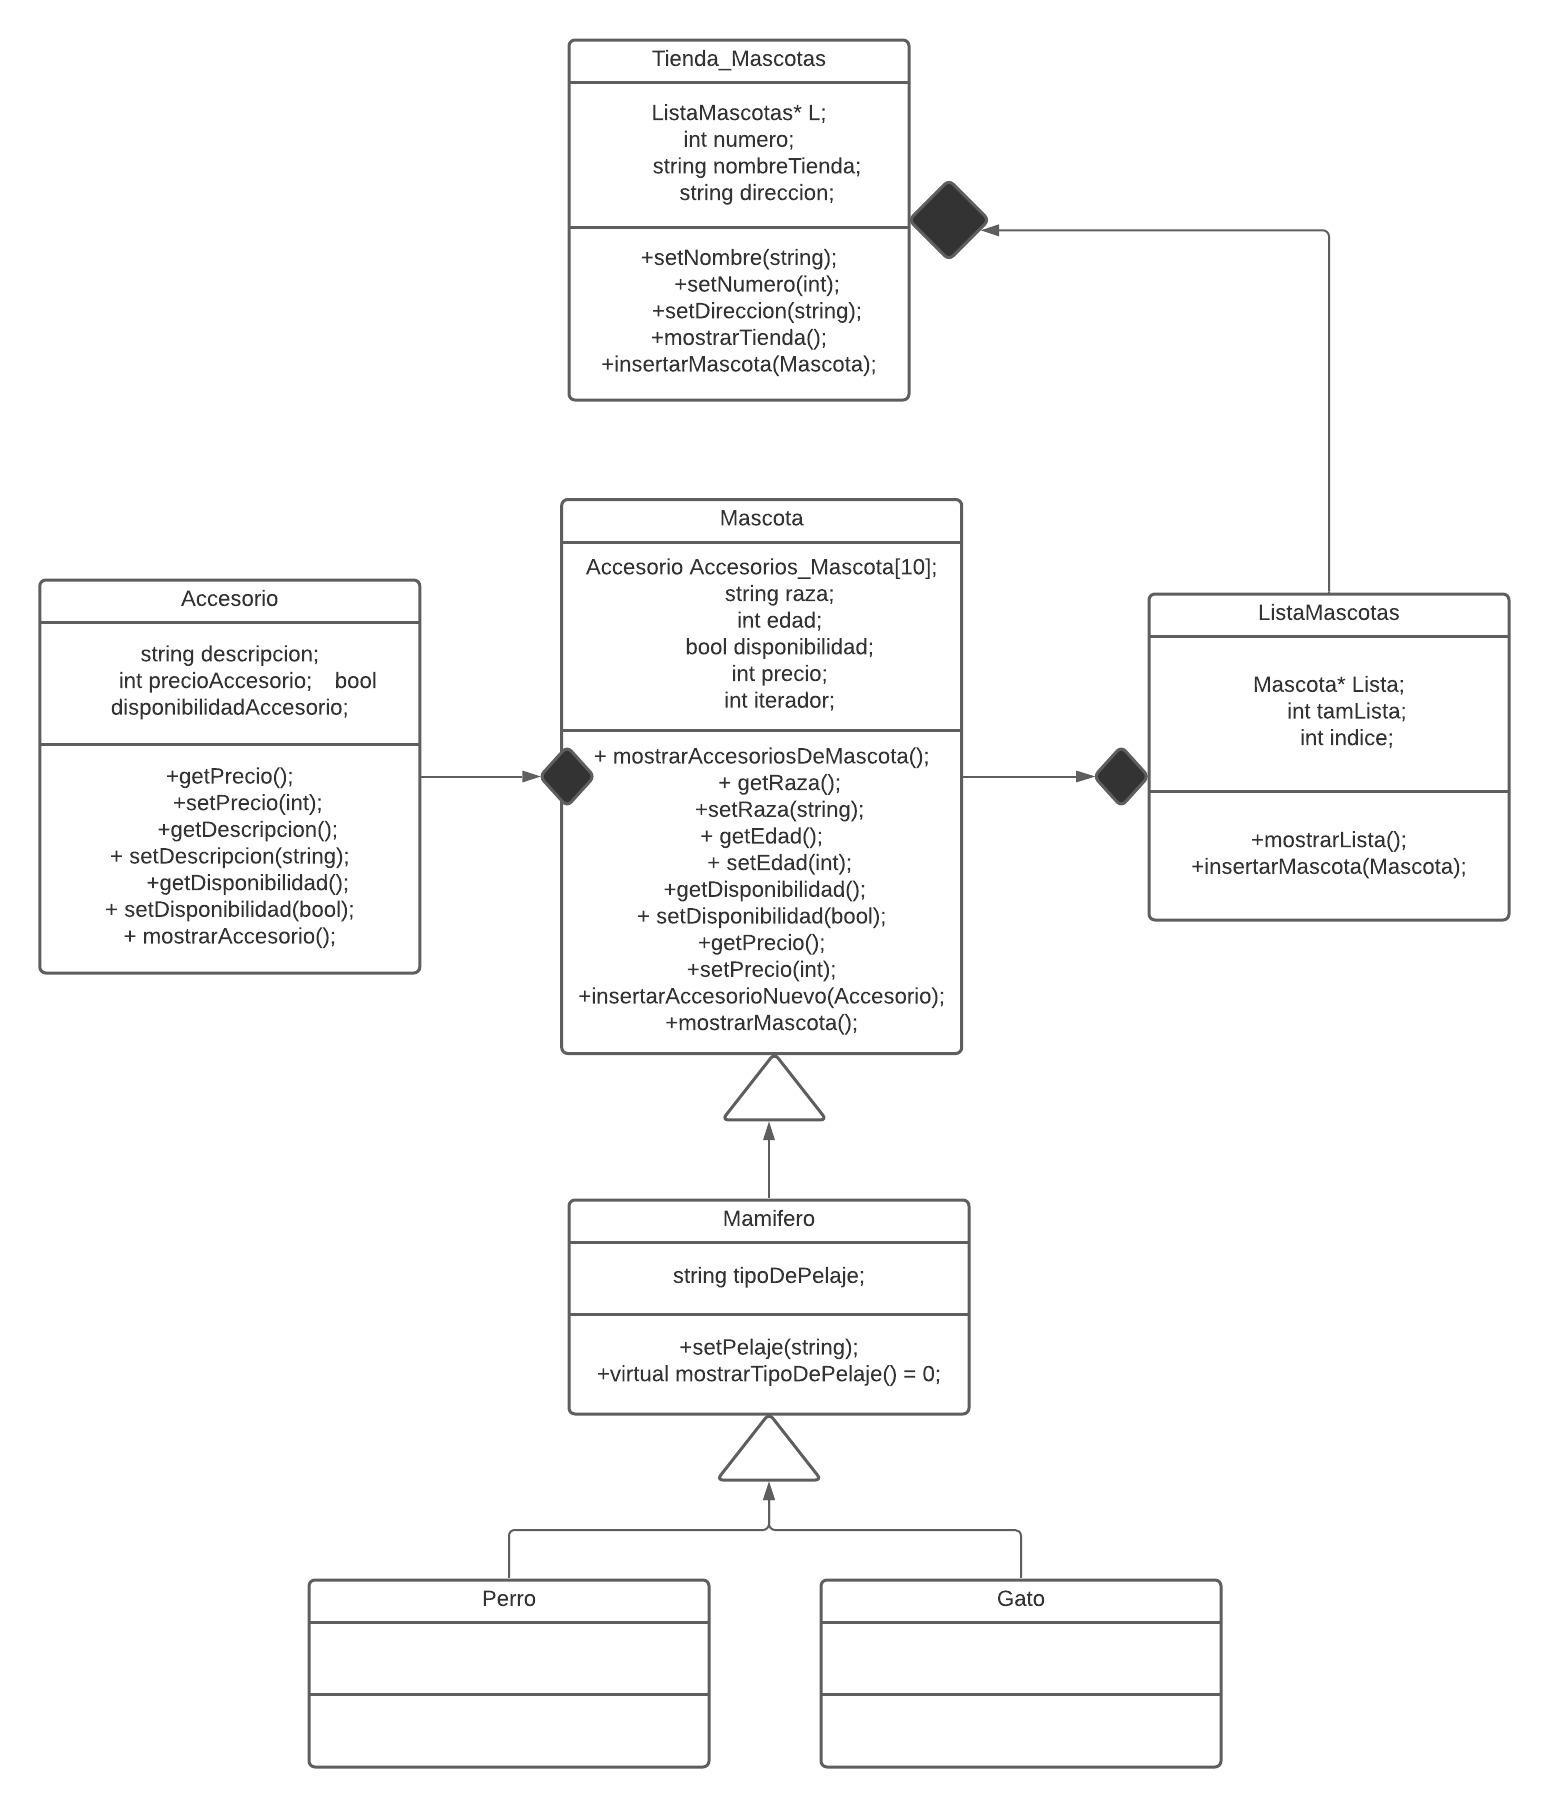 Tienda_Mascotas
ListaMascotas* L;
int numero;
string nombreTienda;
string direccion;
+setNombre(string);
+setNumero(int);
+setDireccion(string);
+mostrarTienda();
+insertarMascota(Mascota);
Accesorio
string descripcion;
int precioAccesorio; bool
disponibilidadAccesorio;
+getPrecio();
+setPrecio(int);
+getDescripcion();
+ setDescripcion(string);
+getDisponibilidad();
+ setDisponibilidad(bool);
+ mostrarAccesorio();
Mascota
Accesorio Accesorios_Mascota[10];
string raza;
int edad;
bool disponibilidad;
int precio;
int iterador;
+ mostrarAccesoriosDeMascota();
+ getRaza();
+setRaza(string);
+ getEdad();
+ setEdad(int);
+getDisponibilidad();
+ setDisponibilidad(bool);
+getPrecio();
+setPrecio(int);
+insertarAccesorioNuevo(Accesorio);
+mostrarMascota();
ListaMascotas
Mascota* Lista;
int tamLista;
int indice;
+mostrarLista();
+insertarMascota(Mascota);
Mamifero
string tipoDePelaje;
+setPelaje(string);
+virtual mostrarTipoDePelaje() = 0;
Perro
Gato